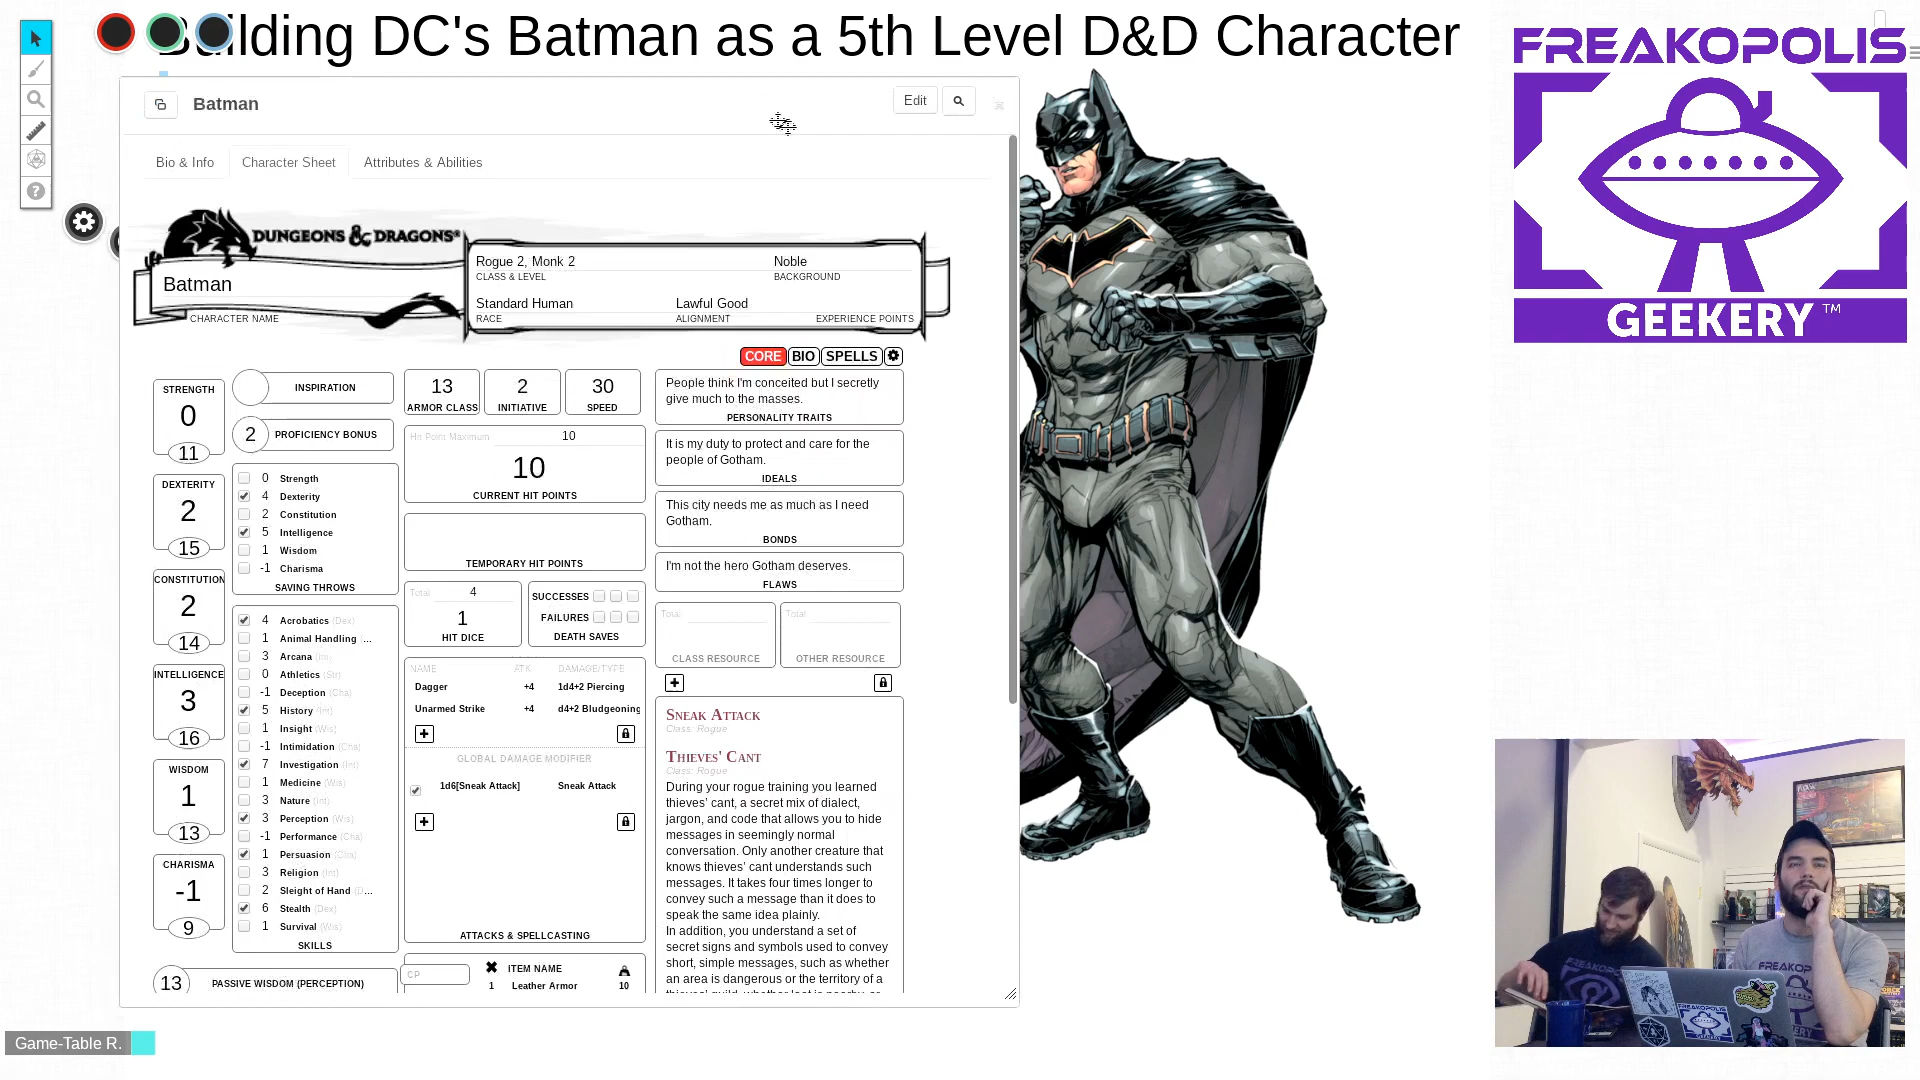 Building DC's Batman as a 5th Level D&D Character
FREAKOPOLIS
GEEKERY™
Batman
Edit
Bio & Info
Character Sheet
Attributes & Abilities
DUNGEONS & DRAGONS®
Batman
CHARACTER NAME
Rogue 2, Monk 2
CLASS & LEVEL
Noble
BACKGROUND
Standard Human
RACE
Lawful Good
ALIGNMENT
EXPERIENCE POINTS
CORE
BIO
SPELLS
STRENGTH
0
11
DEXTERITY
2
15
CONSTITUTION
2
14
INTELLIGENCE
3
16
WISDOM
1
13
CHARISMA
-1
9
INSPIRATION
2 PROFICIENCY BONUS
0 Strength
4 Dexterity
2 Constitution
5 Intelligence
1 Wisdom
-1 Charisma
SAVING THROWS
4 Acrobatics (Dex)
1 Animal Handling (...
3 Arcana (Int)
0 Athletics (Str)
-1 Deception (Cha)
5 History (Int)
1 Insight (Wis)
-1 Intimidation (Cha)
7 Investigation (Int)
1 Medicine (Wis)
3 Nature (Int)
3 Perception (Wis)
-1 Performance (Cha)
1 Persuasion (Cha)
3 Religion (Int)
2 Sleight of Hand (D...
6 Stealth (Dex)
1 Survival (Wis)
SKILLS
13 PASSIVE WISDOM (PERCEPTION)
13
ARMOR CLASS
2
INITIATIVE
30
SPEED
Hit Point Maximum 10
10
CURRENT HIT POINTS
TEMPORARY HIT POINTS
Total 4
1
HIT DICE
SUCCESSES
FAILURES
DEATH SAVES
NAME ATK DAMAGE/TYPE
Dagger +4 1d4+2 Piercing
Unarmed Strike +4 d4+2 Bludgeoning
GLOBAL DAMAGE MODIFIER
1d6[Sneak Attack] Sneak Attack
ATTACKS & SPELLCASTING
CP
ITEM NAME
1 Leather Armor 10
People think I'm conceited but I secretly
give much to the masses.
PERSONALITY TRAITS
It is my duty to protect and care for the
people of Gotham.
IDEALS
This city needs me as much as I need
Gotham.
BONDS
I'm not the hero Gotham deserves.
FLAWS
Total
CLASS RESOURCE
Total
OTHER RESOURCE
SNEAK ATTACK
Class: Rogue
THIEVES' CANT
Class: Rogue
During your rogue training you learned
thieves' cant, a secret mix of dialect,
jargon, and code that allows you to hide
messages in seemingly normal
conversation. Only another creature that
knows thieves' cant understands such
messages. It takes four times longer to
convey such a message than it does to
speak the same idea plainly.
In addition, you understand a set of
secret signs and symbols used to convey
short, simple messages, such as whether
an area is dangerous or the territory of a
Game-Table R.